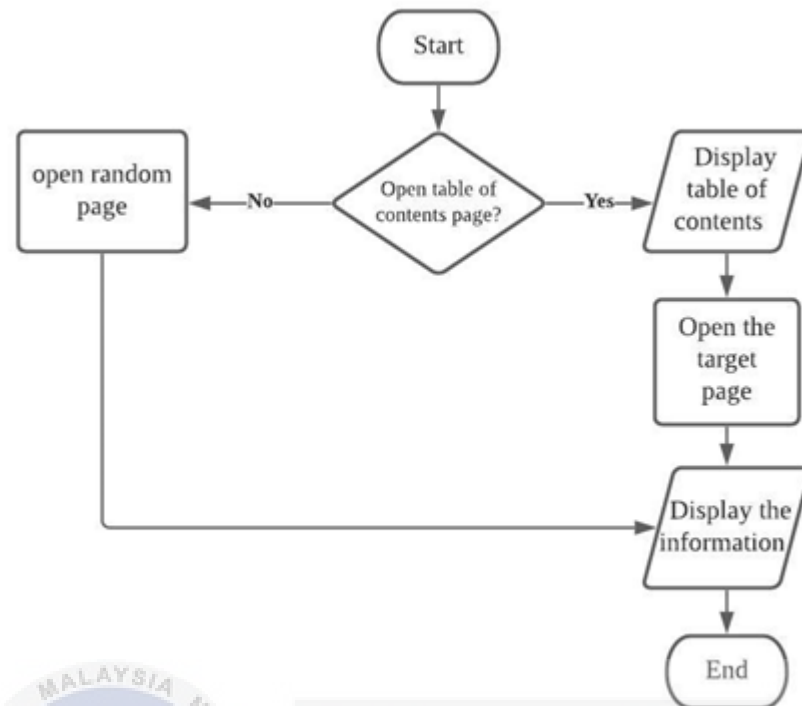 Start
open random
page
No
Open table of
contents page?
Yes
Display
table of
contents
Open the
target
page
Display the
information
End
MALAYSIA